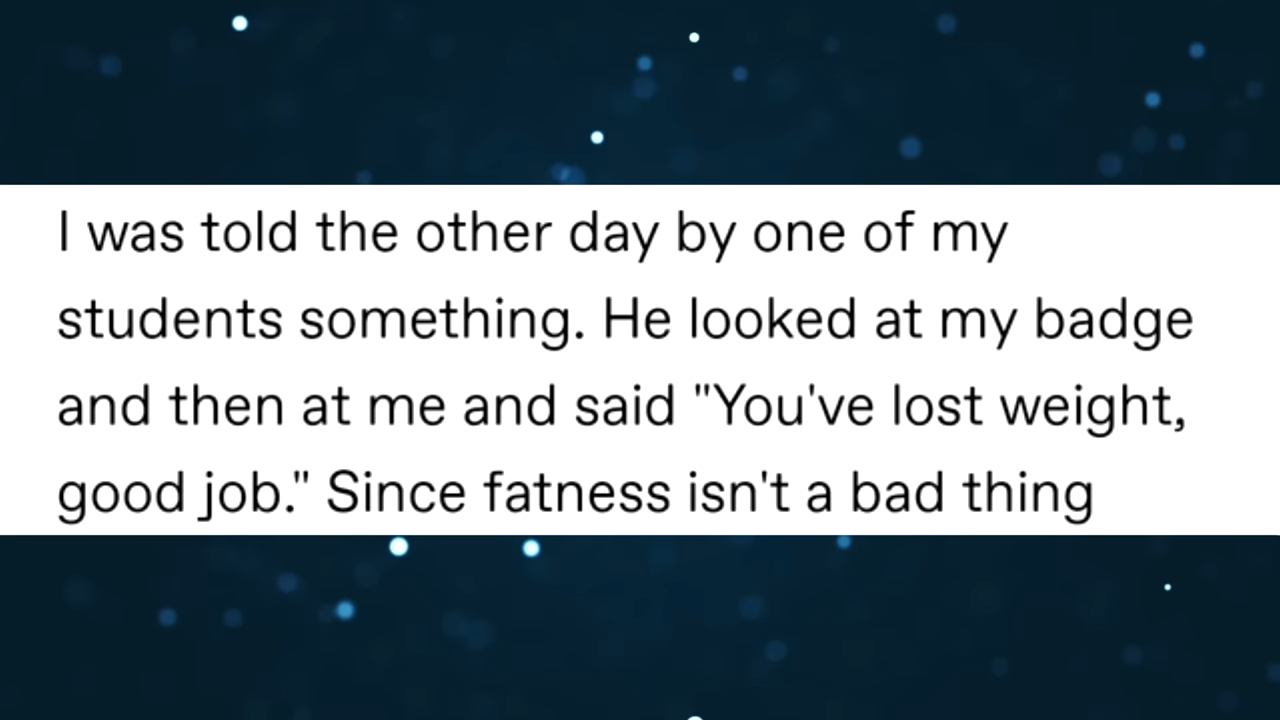 I was told the other day by one of my
students something. He looked at my badge
and then at me and said "You've lost weight,
good job." Since fatness isn't a bad thing